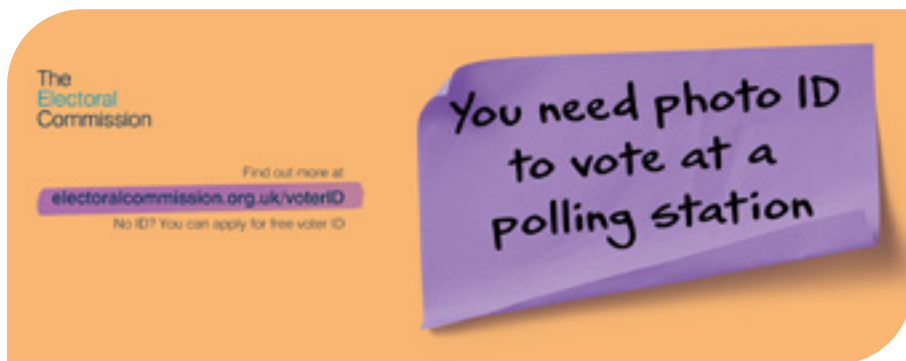 The
Electoral
Commission
Find out more at
electoralcommission.org.uk/voterID
No ID? You can apply for free voter ID
You need photo ID
to vote at a
polling station